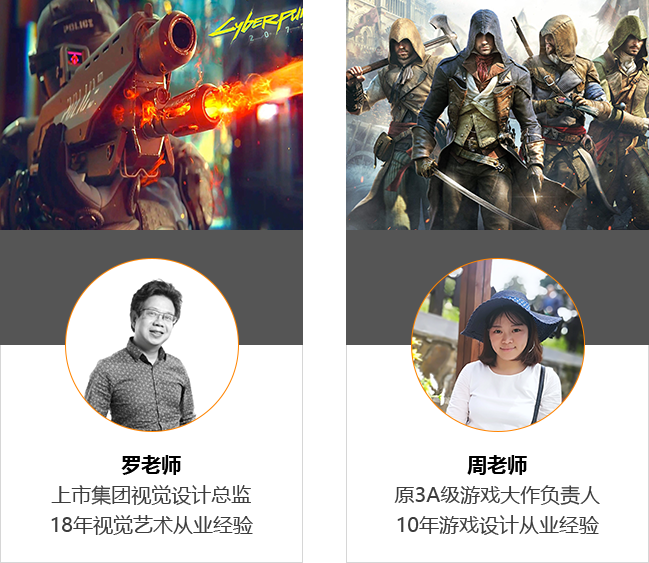 POLICE
Cyberpun
2077
罗老师
上市集团视觉设计总监
18年视觉艺术从业经验
周老师
原3A级游戏大作负责人
10年游戏设计从业经验